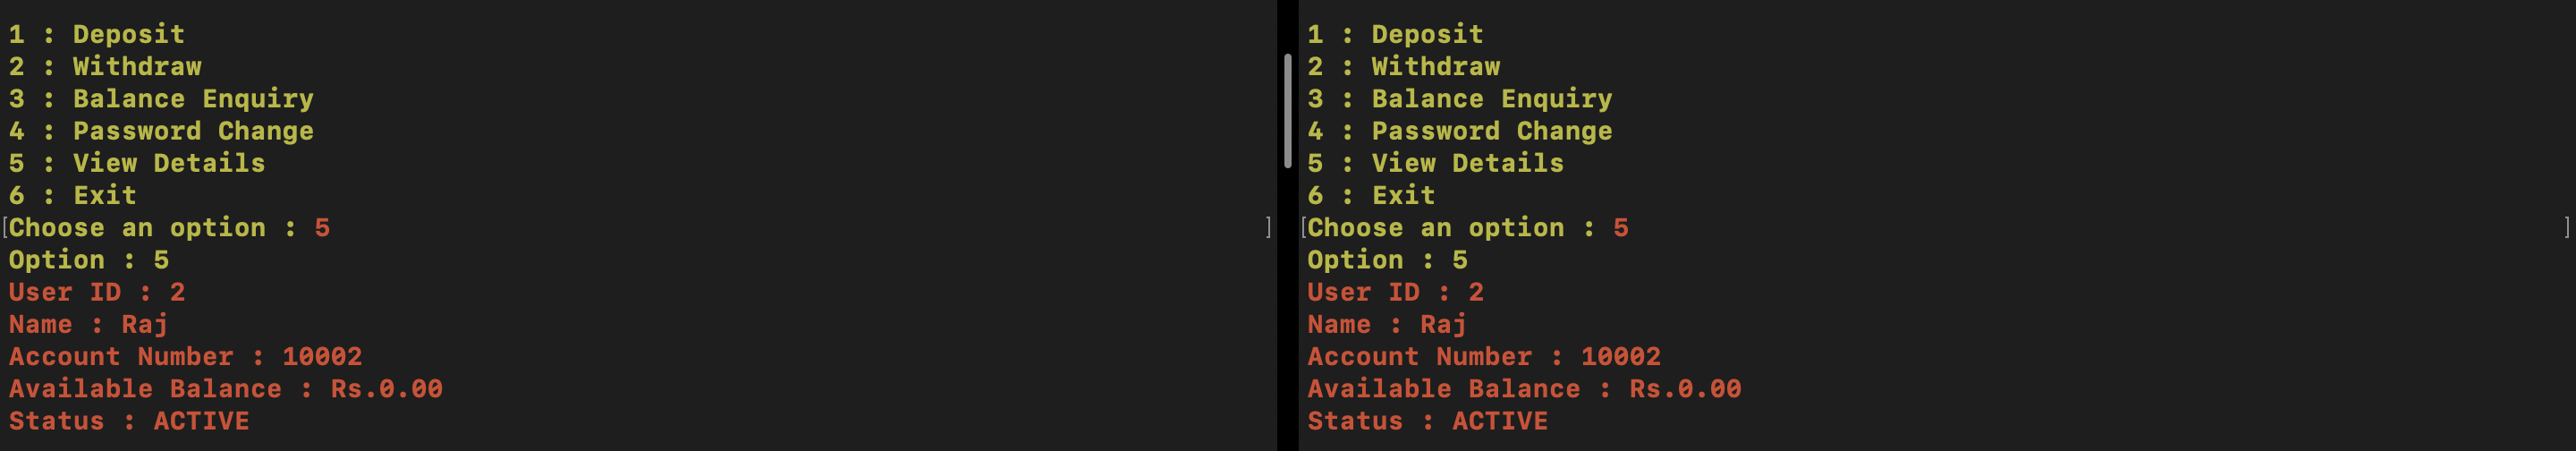 1 : Deposit
2 : Withdraw
3 : Balance Enquiry
4 : Password Change
5 : View Details
6 : Exit
[Choose an option : 5 ]
Option : 5
User ID : 2
Name : Raj
Account Number : 10002
Available Balance : Rs.0.00
Status : ACTIVE
1 : Deposit
2 : Withdraw
3 : Balance Enquiry
4 : Password Change
5 : View Details
6 : Exit
[Choose an option : 5 ]
Option : 5
User ID : 2
Name : Raj
Account Number : 10002
Available Balance : Rs.0.00
Status : ACTIVE